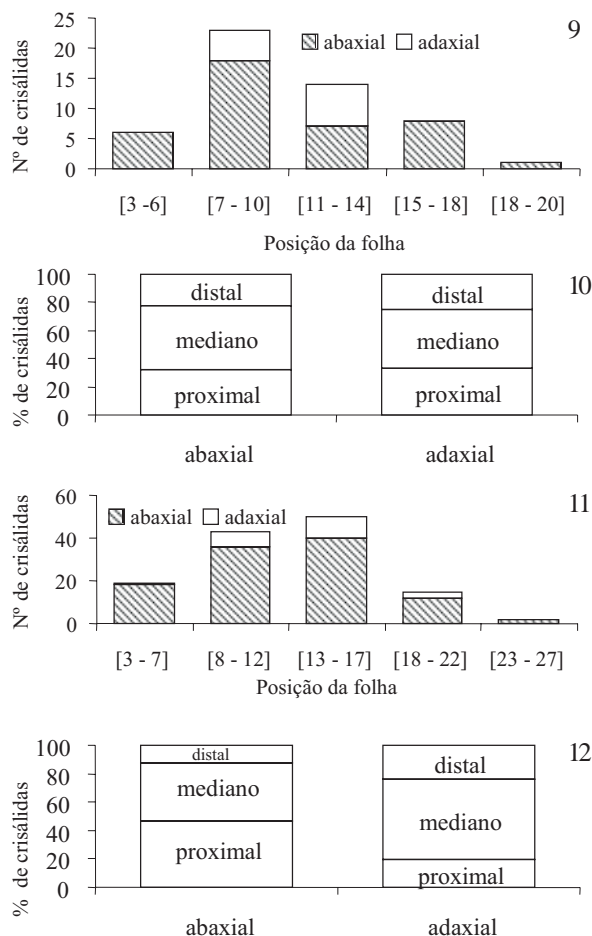 9
abaxial adaxial
Nº de crisálidas
25
20
15
10
5
0
[3 -6] [7 - 10] [11 - 14] [15 - 18] [18 - 20]
Posição da folha
10
% de crisálidas
100
80
60
40
20
0
distal distal
mediano mediano
proximal proximal
abaxial adaxial
11
abaxial adaxial
Nº de crisálidas
60
40
20
0
[3 - 7] [8 - 12] [13 - 17] [18 - 22] [23 - 27]
Posição da folha
12
% de crisálidas
100
80
60
40
20
0
distal distal
mediano mediano
proximal proximal
abaxial adaxial